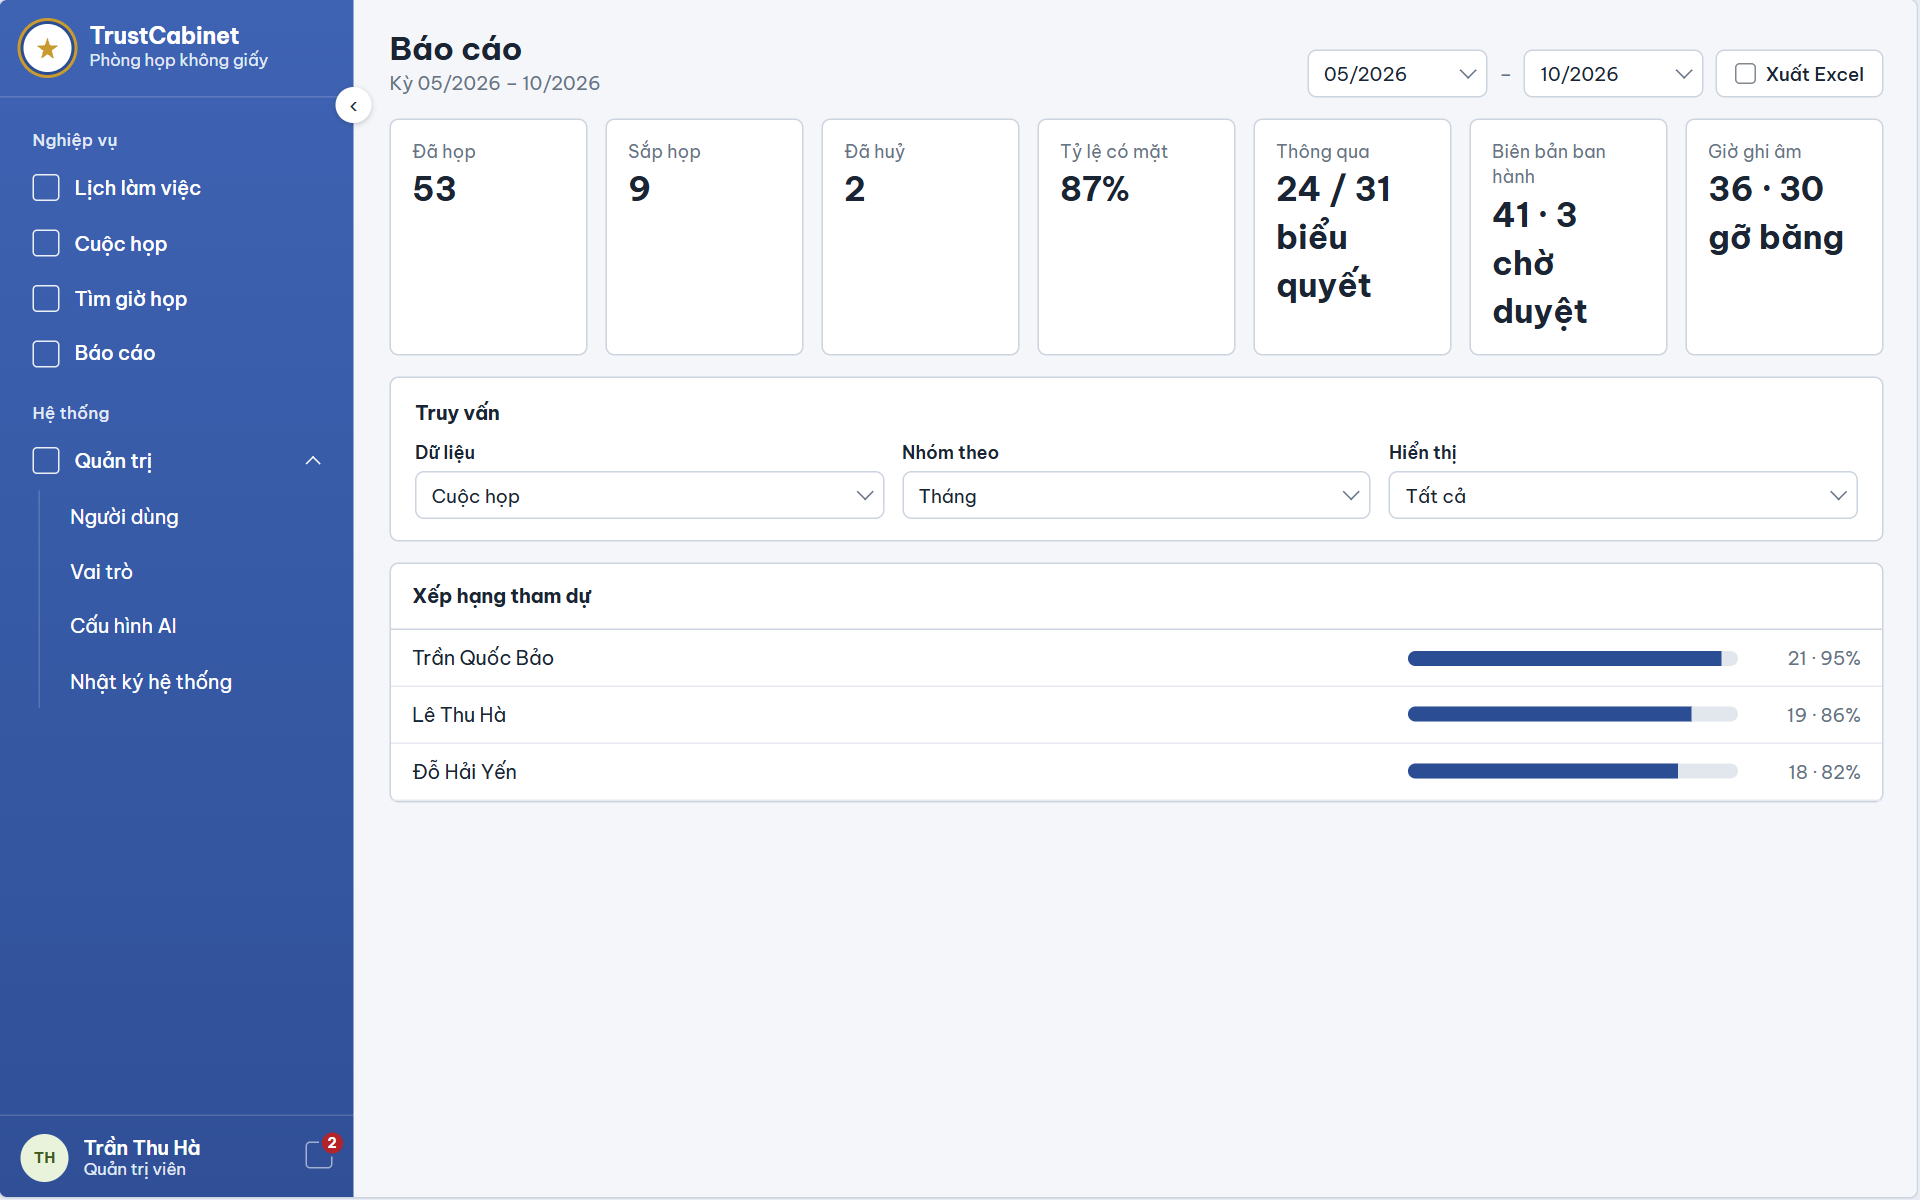 TrustCabinet
Phòng họp không giấy
Nghiệp vụ
Lịch làm việc
Cuộc họp
Tìm giờ họp
Báo cáo
Hệ thống
Quản trị
Người dùng
Vai trò
Cấu hình AI
Nhật ký hệ thống
TH
Trần Thu Hà
Quản trị viên
2
Báo cáo
Kỳ 05/2026 – 10/2026
05/2026 – 10/2026
Xuất Excel
Đã họp
53
Sắp họp
9
Đã huỷ
2
Tỷ lệ có mặt
87%
Thông qua
24 / 31
biểu
quyết
Biên bản ban
hành
41 · 3
chờ
duyệt
Giờ ghi âm
36 · 30
gỡ băng
Truy vấn
Dữ liệu
Cuộc họp
Nhóm theo
Tháng
Hiển thị
Tất cả
Xếp hạng tham dự
Trần Quốc Bảo 21 · 95%
Lê Thu Hà 19 · 86%
Đỗ Hải Yến 18 · 82%